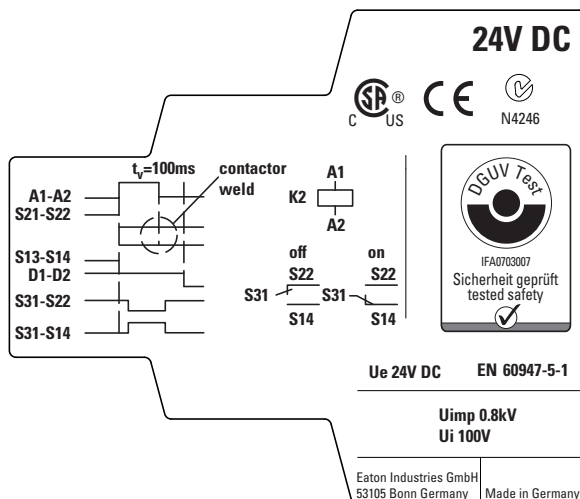 24V DC
SA ®
C US
CE
N4246
tv=100ms
contactor
weld
A1-A2
S21-S22
S13-S14
D1-D2
S31-S22
S31-S14
A1
K2
A2
off
on
S22
S22
S31
S31
S14
S14
DGUV Test
IFA0703007
Sicherheit geprüft
tested safety
Ue 24V DC
EN 60947-5-1
Uimp 0.8kV
Ui 100V
Eaton Industries GmbH
53105 Bonn Germany
Made in Germany